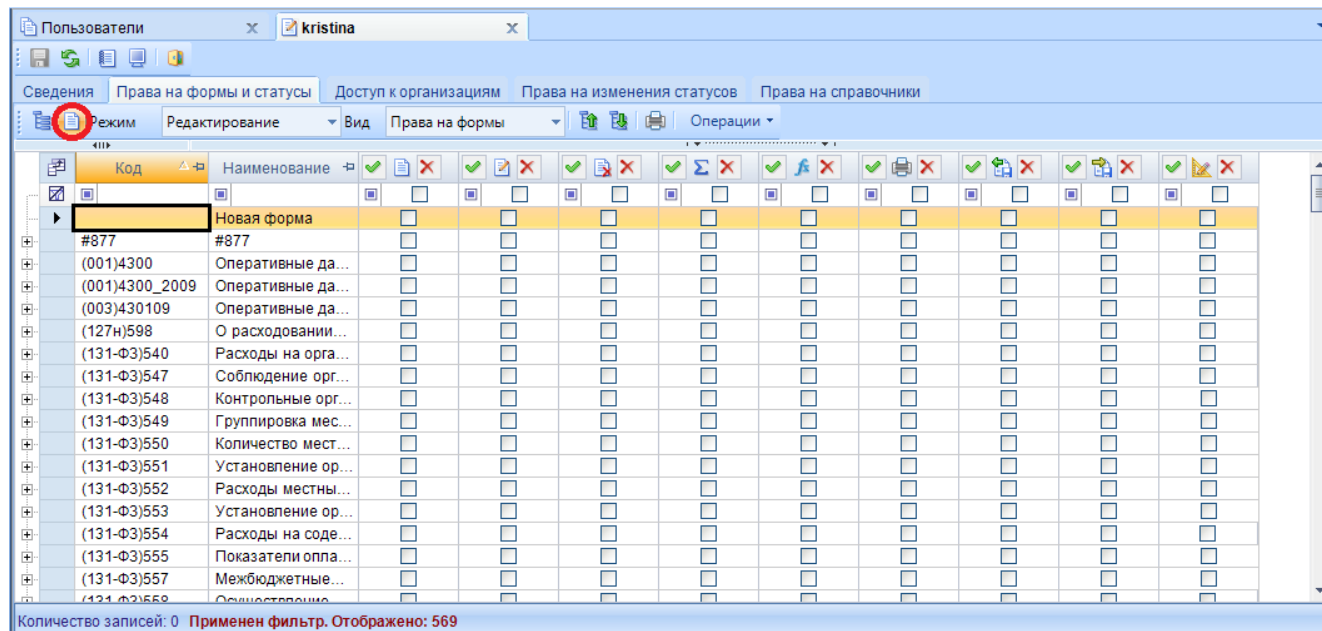 Пользователи kristina
Сведения Права на формы и статусы Доступ к организациям Права на изменения статусов Права на справочники
Режим Редактирование Вид Права на формы Операции
Код Наименование
Новая форма
#877 #877
(001)4300 Оперативные да...
(001)4300_2009 Оперативные да...
(003)430109 Оперативные да...
(127н)598 О расходовании...
(131-ФЗ)540 Расходы на орга...
(131-ФЗ)547 Соблюдение орг...
(131-ФЗ)548 Контрольные орг...
(131-ФЗ)549 Группировка мес...
(131-ФЗ)550 Количество мест...
(131-ФЗ)551 Установление ор...
(131-ФЗ)552 Расходы местны...
(131-ФЗ)553 Установление ор...
(131-ФЗ)554 Расходы на соде...
(131-ФЗ)555 Показатели опла...
(131-ФЗ)557 Межбюджетные...
(131-ФЗ)558 Осуществление...
Количество записей: 0 Применен фильтр. Отображено: 569